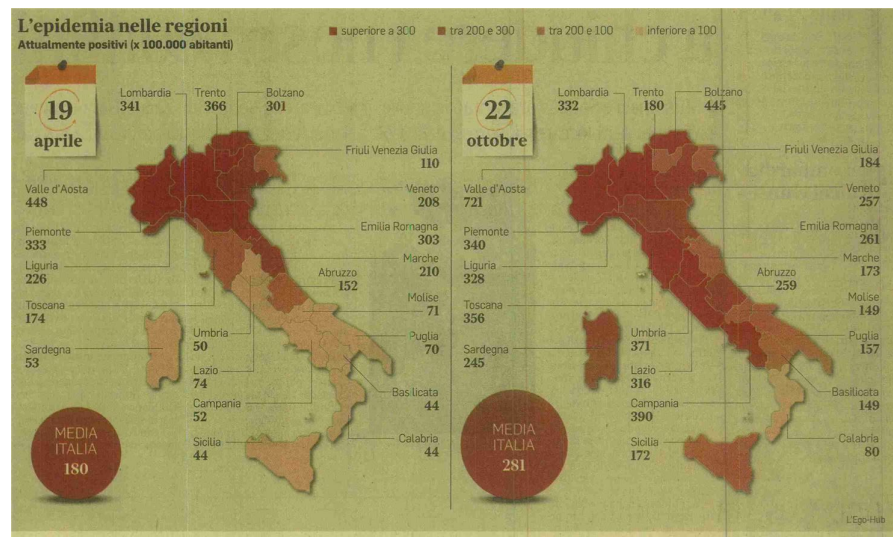 L'epidemia nelle regioni
Attualmente positivi (x 100.000 abitanti)
superiore a 300
tra 200 e 300
tra 200 e 100
inferiore a 100
19
aprile
Lombardia
341
Trento
366
Bolzano
301
Friuli Venezia Giulia
110
Valle d'Aosta
448
Veneto
208
Piemonte
333
Emilia Romagna
303
Liguria
226
Marche
210
Abruzzo
152
Toscana
174
Molise
71
Umbria
50
Puglia
70
Sardegna
53
Lazio
74
Basilicata
44
Campania
52
Sicilia
44
Calabria
44
MEDIA
ITALIA
180
22
ottobre
Lombardia
332
Trento
180
Bolzano
445
Friuli Venezia Giulia
184
Valle d'Aosta
721
Veneto
257
Piemonte
340
Emilia Romagna
261
Liguria
328
Marche
173
Abruzzo
259
Toscana
356
Molise
149
Umbria
371
Puglia
157
Sardegna
245
Lazio
316
Basilicata
149
Campania
390
Sicilia
172
Calabria
80
MEDIA
ITALIA
281
L'Ego-Hub